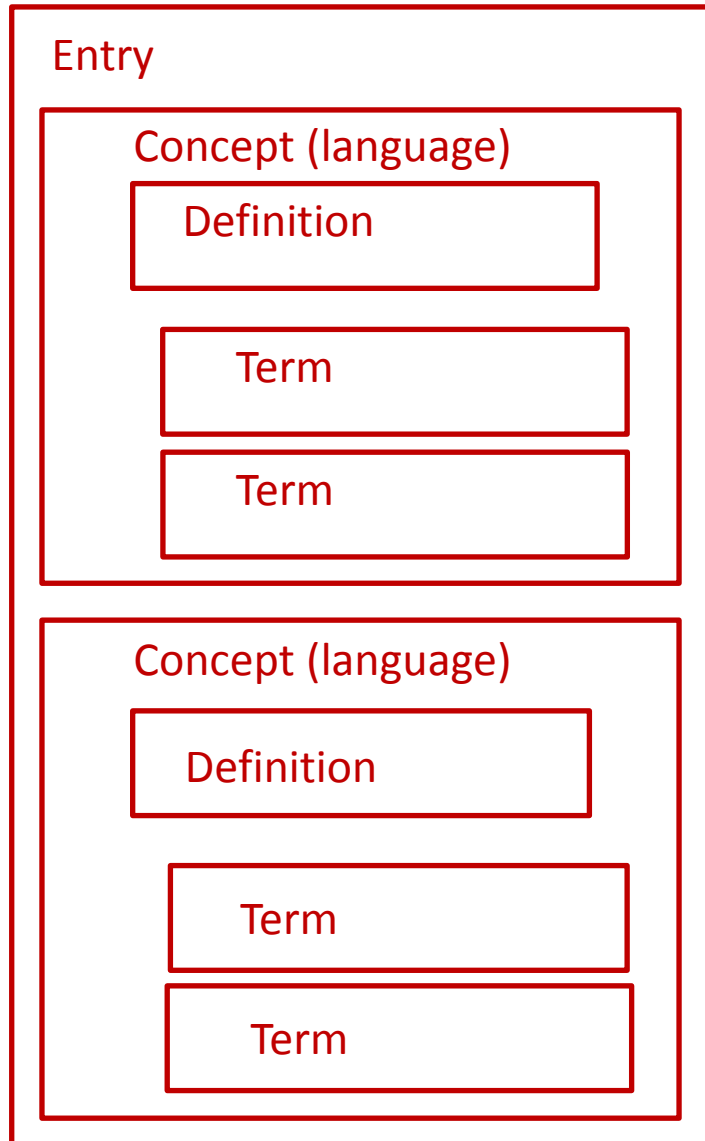 Entry
Concept (language)
Definition
Term
Term
Concept (language)
Definition
Term
Term